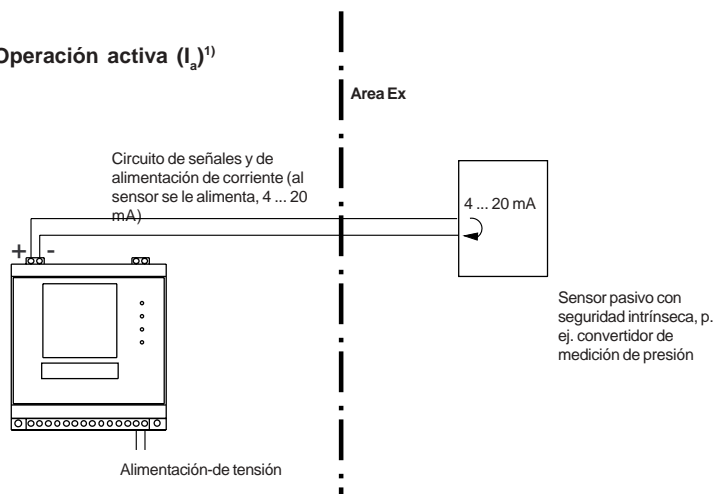 Operación activa (Ia)1)
Area Ex
Circuito de señales y de
alimentación de corriente (al
sensor se le alimenta, 4 ... 20
mA)
4 ... 20 mA
+ -
Sensor pasivo con
seguridad intrínseca, p.
ej. convertidor de
medición de presión
Alimentación-de tensión